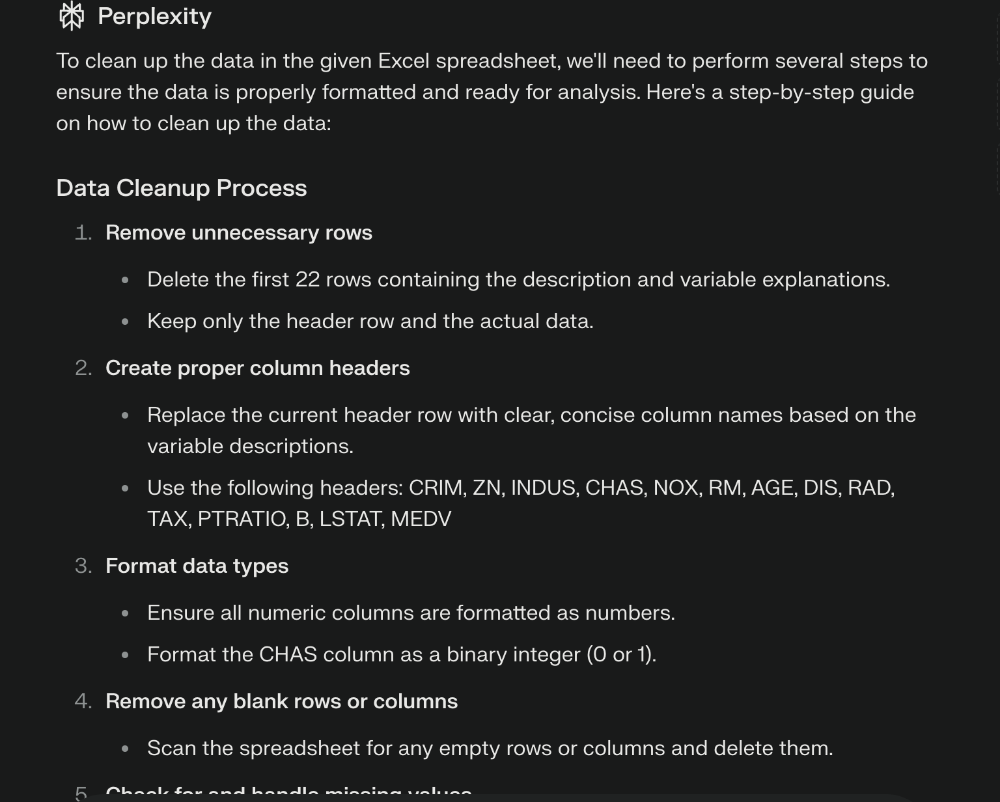 Perplexity
To clean up the data in the given Excel spreadsheet, we'll need to perform several steps to
ensure the data is properly formatted and ready for analysis. Here's a step-by-step guide
on how to clean up the data:
Data Cleanup Process
1. Remove unnecessary rows
• Delete the first 22 rows containing the description and variable explanations.
• Keep only the header row and the actual data.
2. Create proper column headers
• Replace the current header row with clear, concise column names based on the
variable descriptions.
• Use the following headers: CRIM, ZN, INDUS, CHAS, NOX, RM, AGE, DIS, RAD,
TAX, PTRATIO, B, LSTAT, MEDV
3. Format data types
• Ensure all numeric columns are formatted as numbers.
• Format the CHAS column as a binary integer (0 or 1).
4. Remove any blank rows or columns
• Scan the spreadsheet for any empty rows or columns and delete them.
5. Check for and handle missing values